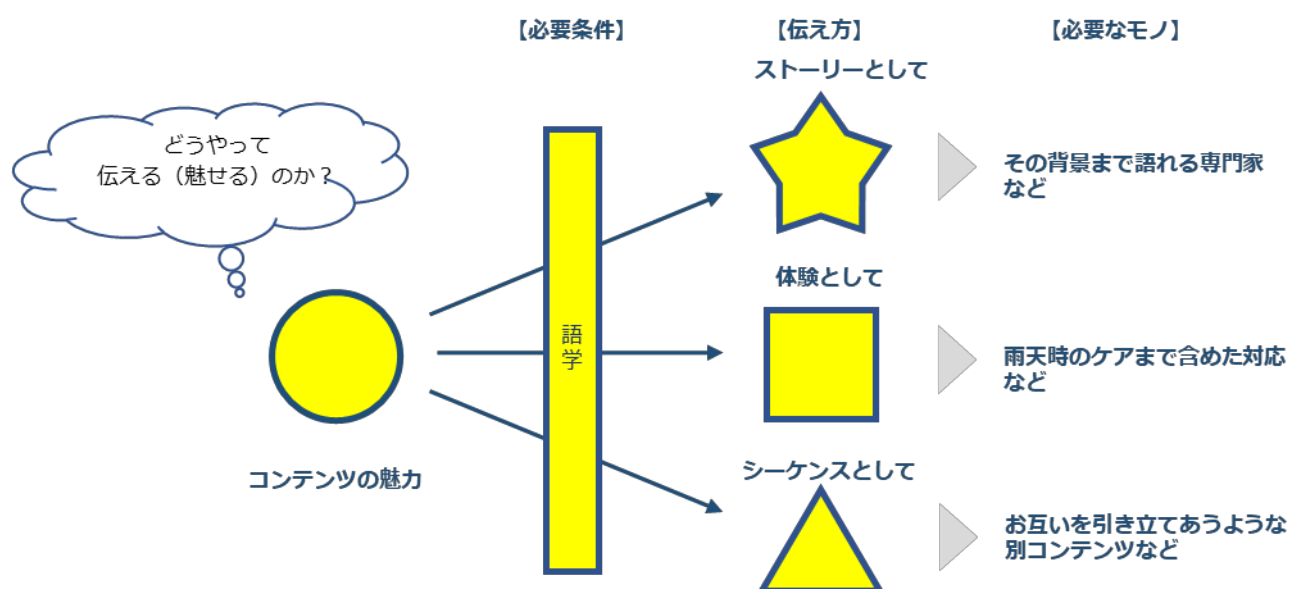 【必要条件】
【伝え方】
【必要なモノ】
どうやって
伝える（魅せる）のか？
コンテンツの魅力
語学
ストーリーとして
その背景まで語れる専門家
など
体験として
雨天時のケアまで含めた対応
など
シーケンスとして
お互いを引き立てあうような
別コンテンツなど